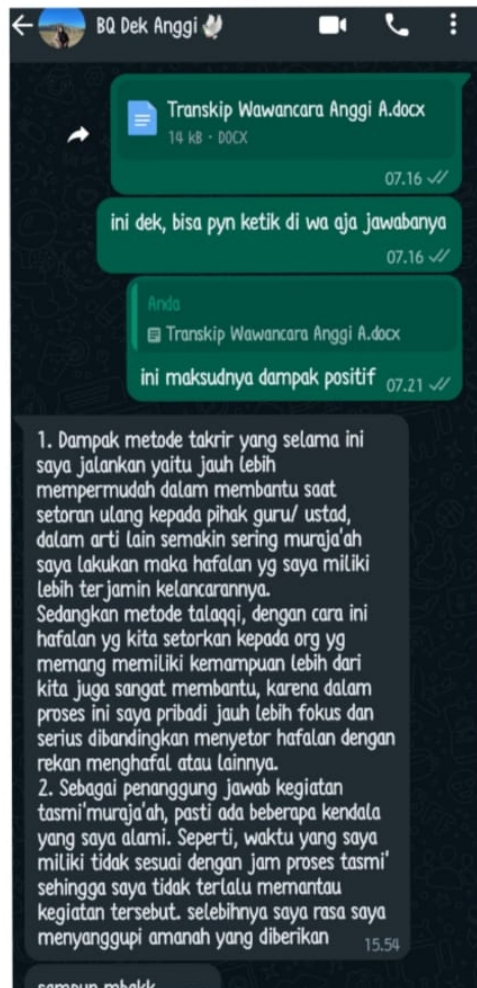 BQ Dek Anggi
Transkip Wawancara Anggi A.docx
14 kB · DOCX
07.16
ini dek, bisa pyn ketik di wa aja jawabanya
07.16
Anda
Transkip Wawancara Anggi A.docx
ini maksudnya dampak positif 07.21
1. Dampak metode takrir yang selama ini
saya jalankan yaitu jauh lebih
mempermudah dalam membantu saat
setoran ulang kepada pihak guru/ ustad,
dalam arti lain semakin sering muraja'ah
saya lakukan maka hafalan yg saya miliki
lebih terjamin kelancarannya.
Sedangkan metode talaqqi, dengan cara ini
hafalan yg kita setorkan kepada org yg
memang memiliki kemampuan lebih dari
kita juga sangat membantu, karena dalam
proses ini saya pribadi jauh lebih fokus dan
serius dibandingkan menyetor hafalan dengan
rekan menghafal atau lainnya.
2. Sebagai penanggung jawab kegiatan
tasmi'muraja'ah, pasti ada beberapa kendala
yang saya alami. Seperti, waktu yang saya
miliki tidak sesuai dengan jam proses tasmi'
sehingga saya tidak terlalu memantau
kegiatan tersebut. selebihnya saya rasa saya
menyanggupi amanah yang diberikan 15.54
sampun mbakk